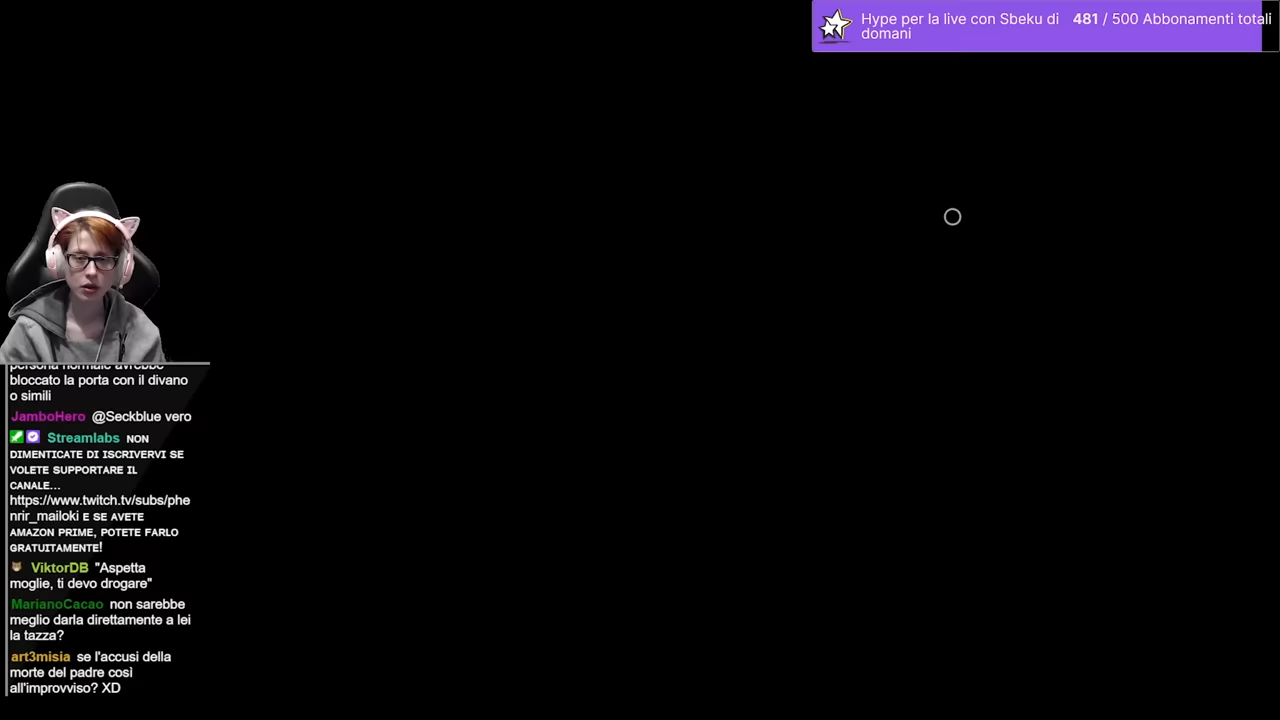 Hype per la live con Sbeku di
domani
481 / 500 Abbonamenti totali
persona normale avrebbe
bloccato la porta con il divano
o simili
JamboHero @Seckblue vero
Streamlabs NON
DIMENTICATE DI ISCRIVERVI SE
VOLETE SUPPORTARE IL
CANALE...
https://www.twitch.tv/subs/phe
nrir_mailoki E SE AVETE
AMAZON PRIME, POTETE FARLO
GRATUITAMENTE!
ViktorDB "Aspetta
moglie, ti devo drogare"
MarianoCacao non sarebbe
meglio darla direttamente a lei
la tazza?
art3misia se l'accusi della
morte del padre così
all'improvviso? XD